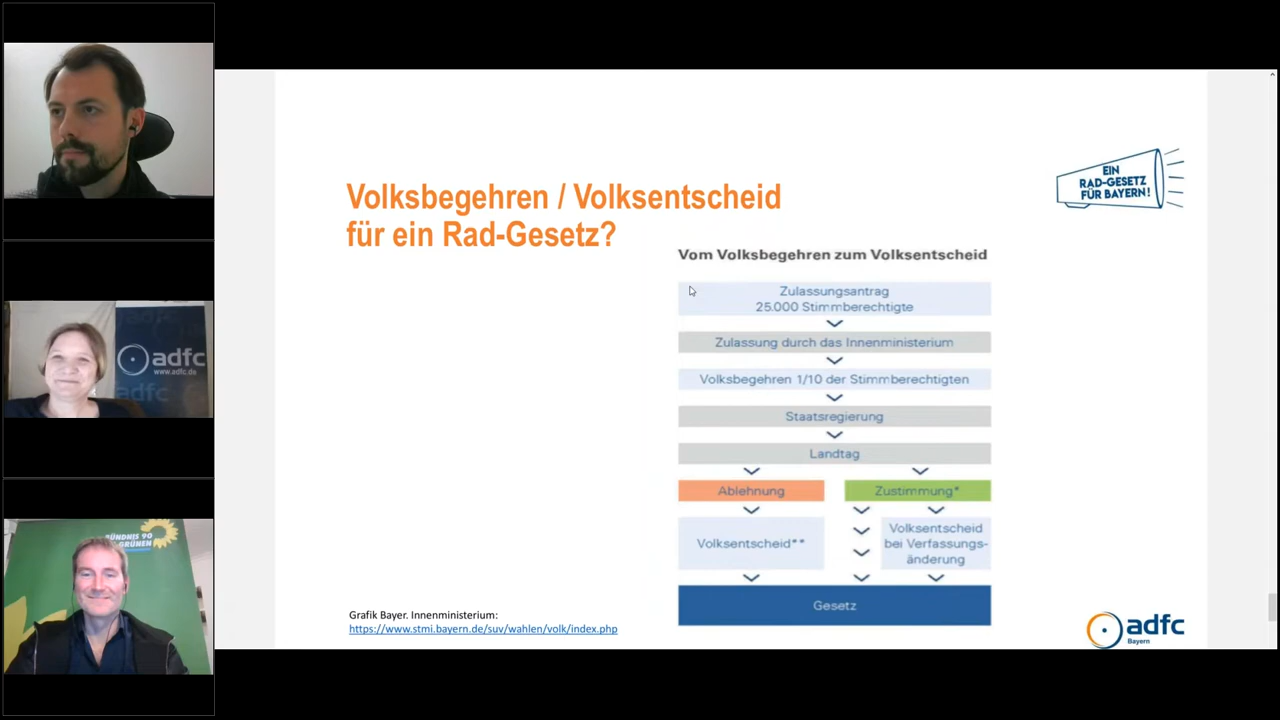 adfc
adfc
www.adfc.de
adfc
BÜNDNIS 90
GRÜNEN
Volksbegehren / Volksentscheid
für ein Rad-Gesetz?
EIN
RAD-GESETZ
FÜR BAYERN!
Vom Volksbegehren zum Volksentscheid
Zulassungsantrag
25.000 Stimmberechtigte
Zulassung durch das Innenministerium
Volksbegehren 1/10 der Stimmberechtigten
Staatsregierung
Landtag
Ablehnung
Zustimmung*
Volksentscheid**
Volksentscheid
bei Verfassungs-
änderung
Gesetz
Grafik Bayer. Innenministerium:
https://www.stmi.bayern.de/suv/wahlen/volk/index.php
adfc
Bayern